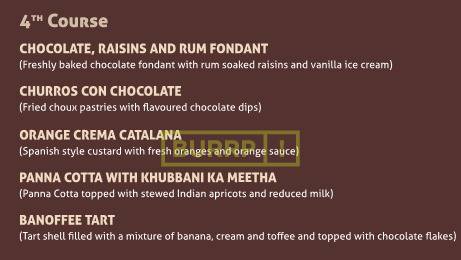 4TH COURSE
CHOCOLATE, RAISINS AND RUM FONDANT
(Freshly baked chocolate fondant with rum soaked raisins and vanilla ice cream)
CHURROS CON CHOCOLATE
(Fried choux pastries with flavoured chocolate dips)
ORANGE CREMA CATALANA
BURRP!
(Spanish style custard with fresh oranges and orange sauce)
PANNA COTTA WITH KHUBBANI KA MEETHA
(Panna Cotta topped with stewed Indian apricots and reduced milk)
BANOFFEE TART
(Tart shell filled with a mixture of banana, cream and toffee and topped with chocolate flakes)